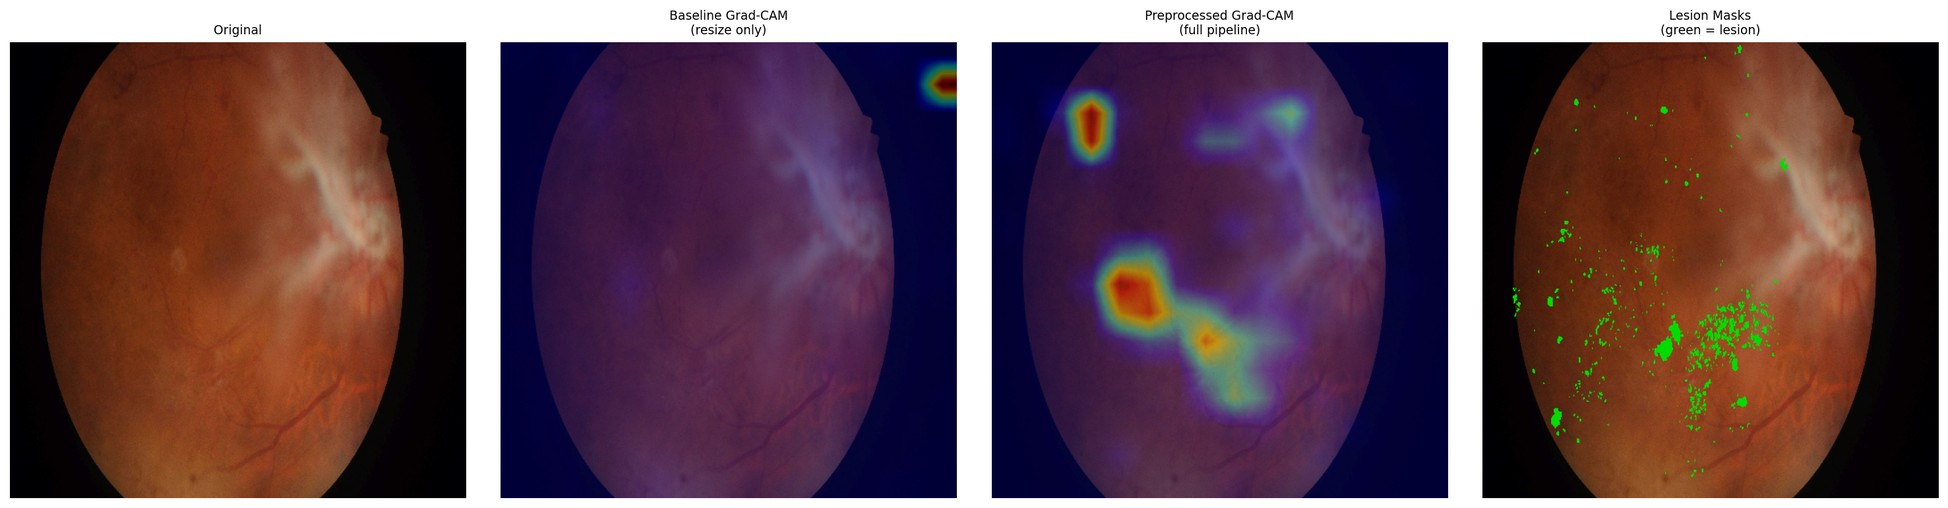 Original
Baseline Grad-CAM
(resize only)
Preprocessed Grad-CAM
(full pipeline)
Lesion Masks
(green = lesion)